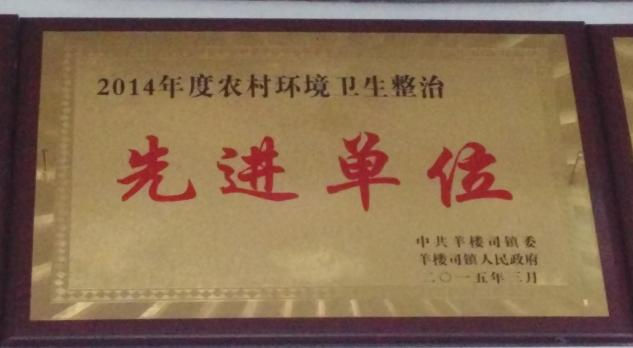 2014年度农村环境卫生整治
先进单位
中共羊楼司镇委
羊楼司镇人民政府
二〇一五年三月